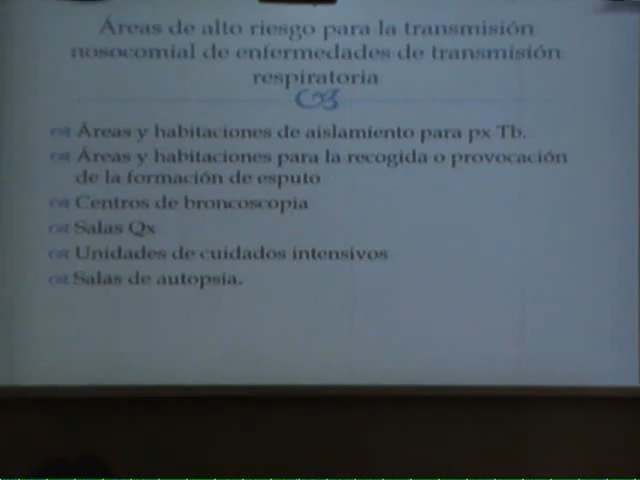 Áreas de alto riesgo para la transmisión
nosocomial de enfermedades de transmisión
respiratoria
Áreas y habitaciones de aislamiento para px Tb.
Áreas y habitaciones para la recogida o provocación
de la formación de esputo
Centros de broncoscopia
Salas Qx
Unidades de cuidados intensivos
Salas de autopsia.